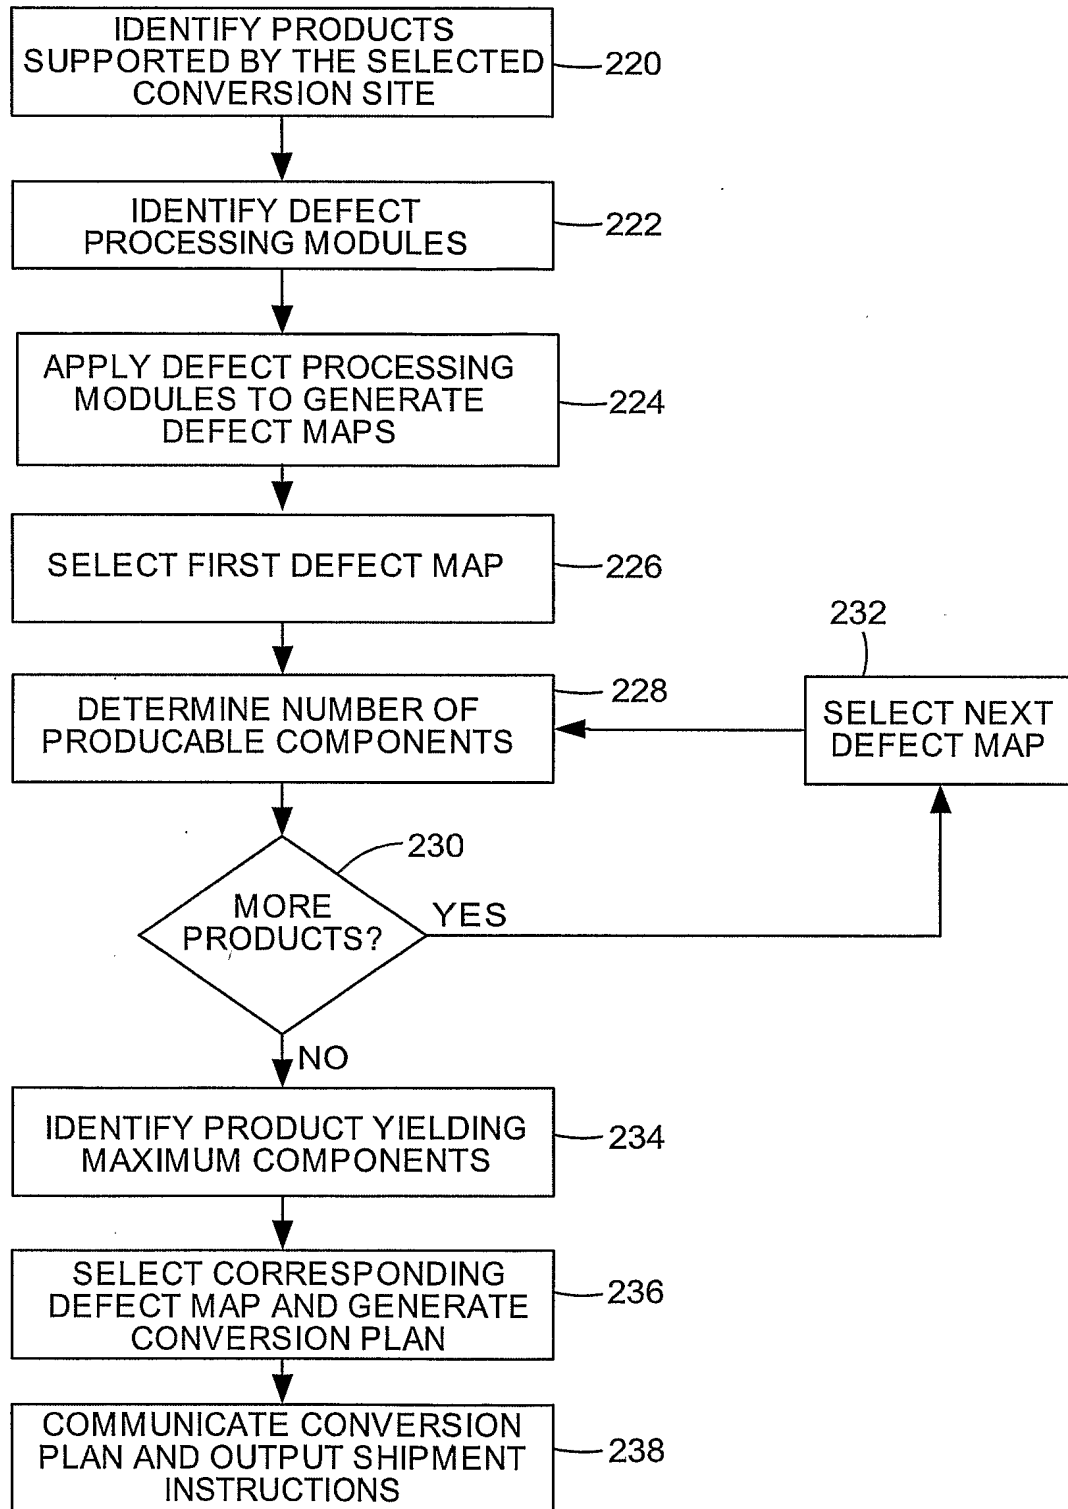 IDENTIFY PRODUCTS
SUPPORTED BY THE SELECTED
CONVERSION SITE
220
IDENTIFY DEFECT
PROCESSING MODULES
222
APPLY DEFECT PROCESSING
MODULES TO GENERATE
DEFECT MAPS
224
SELECT FIRST DEFECT MAP
226
232
DETERMINE NUMBER OF
PRODUCABLE COMPONENTS
228
SELECT NEXT
DEFECT MAP
230
MORE
PRODUCTS?
YES
NO
IDENTIFY PRODUCT YIELDING
MAXIMUM COMPONENTS
234
SELECT CORRESPONDING
DEFECT MAP AND GENERATE
CONVERSION PLAN
236
COMMUNICATE CONVERSION
PLAN AND OUTPUT SHIPMENT
INSTRUCTIONS
238